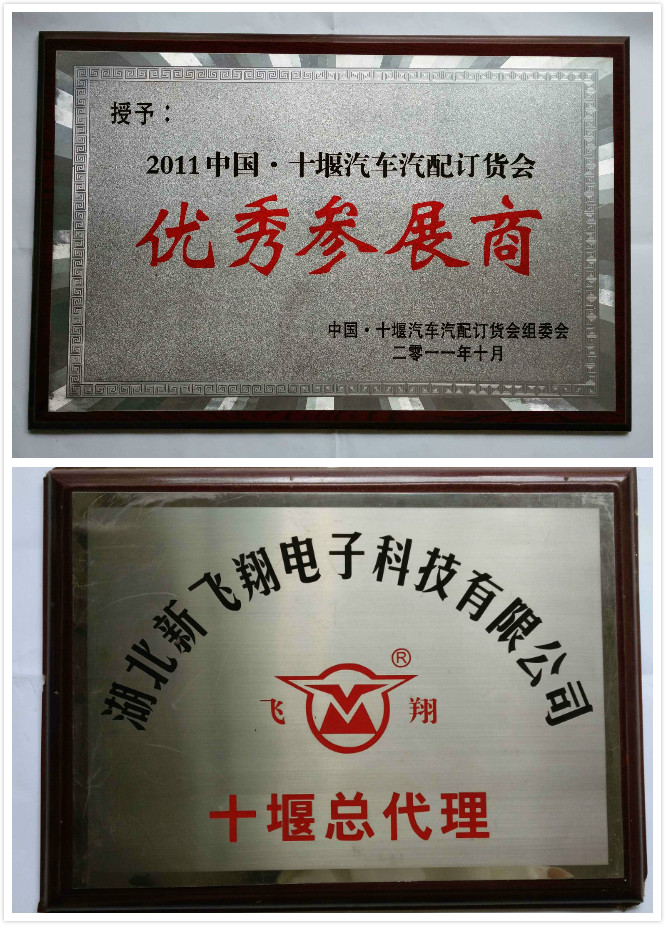 授予：
2011中国·十堰汽车汽配订货会
优秀参展商
中国·十堰汽车汽配订货会组委会
二零一一年十月
湖北新飞翔电子科技有限公司
®
飞 翔
十堰总代理